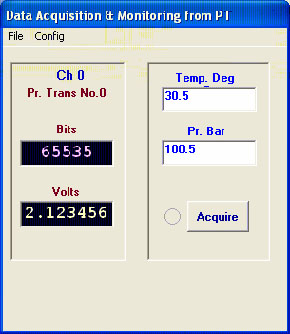 Data Acquisition & Monitoring from PT
File Config
Ch 0
Pr. Trans No.0
Bits
65535
Volts
2.123456
Temp. Deg
30.5
Pr. Bar
100.5
Acquire